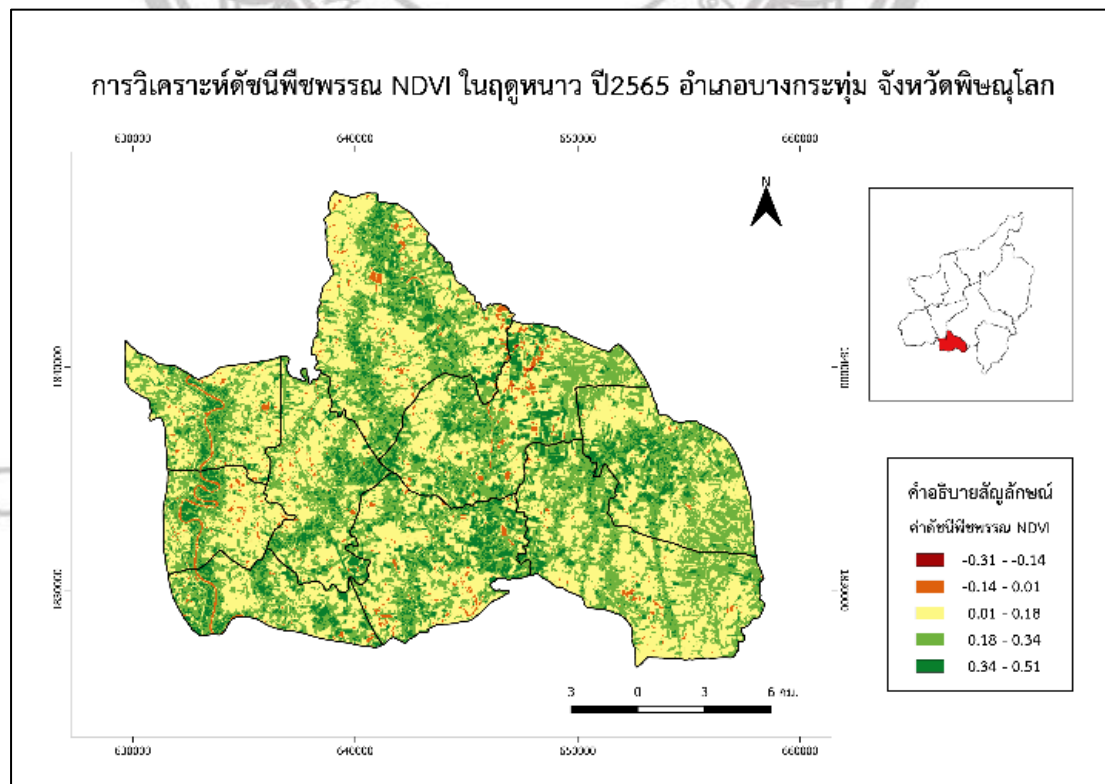 การวิเคราะห์ดัชนีพืชพรรณ NDVI ในฤดูหนาว ปี2565 อำเภอบางกระทุ่ม จังหวัดพิษณุโลก
630000 640000 650000 660000
N
1840000 1840000
คำอธิบายสัญลักษณ์
ค่าดัชนีพืชพรรณ NDVI
-0.31 - -0.14
-0.14 - 0.01
0.01 - 0.18
0.18 - 0.34
0.34 - 0.51
1830000 1830000
3 0 3 6 กม.
630000 640000 650000 660000